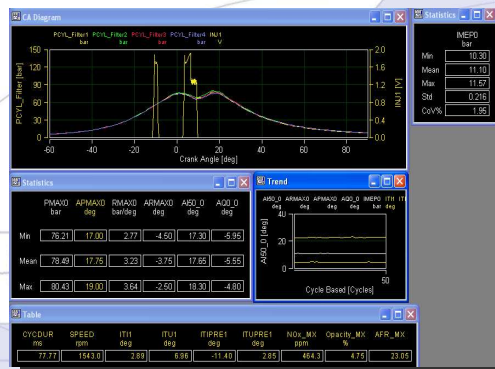 CA Diagram
PCYL_Filter1 PCYL_Filter2 PCYL_Filter3 PCYL_Filter4 INJ1
bar bar bar bar V
150 2.0
120 1.6
90 1.2
60 0.8
30 0.4
0 0.0
PCYL_Filter [bar]
INJ1 [V]
-60 -40 -20 0 20 40 60 80
Crank Angle [deg]
Statistics
IMEP0
bar
Min 10.30
Mean 11.10
Max 11.57
Std 0.216
CoV% 1.95
Statistics
PMAX0 APMAX0 RMAX0 ARMAX0 AI50_0 AQ0_0
bar deg bar/deg deg deg deg
Min 76.21 17.00 2.77 -4.50 17.30 -5.95
Mean 78.49 17.75 3.23 -3.75 17.65 -5.55
Max 80.43 19.00 3.64 -2.50 18.30 -4.80
Trend
AI50_0 ARMAX0 APMAX0 AQ0_0 IMEP0 ITI1 ITI
deg deg deg deg bar deg
40
20
0
AI50_0 [deg]
50
Cycle Based [Cycles]
Table
CYCDUR SPEED ITI1 ITU1 ITIPRE1 ITUPRE1 NOx_MX Opacity_MX AFR_MX
ms rpm deg deg deg deg ppm %
77.77 1543.0 2.89 6.96 -11.40 2.85 464.3 4.75 23.05